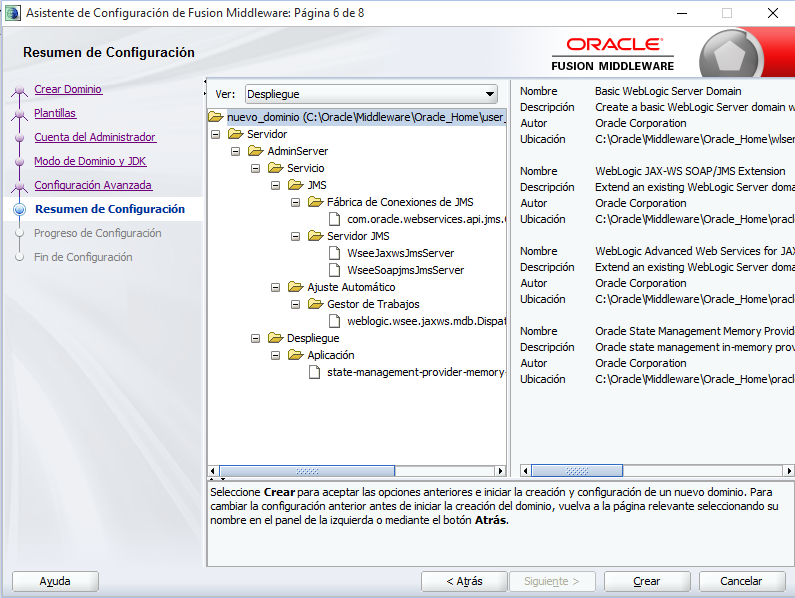 Asistente de Configuración de Fusion Middleware: Página 6 de 8
Resumen de Configuración
ORACLE
FUSION MIDDLEWARE
Crear Dominio
Plantillas
Cuenta del Administrador
Modo de Dominio y JDK
Configuración Avanzada
Resumen de Configuración
Progreso de Configuración
Fin de Configuración
Ver: Despliegue
nuevo_dominio (C:\Oracle\Middleware\Oracle_Home\user_
Servidor
AdminServer
Servicio
JMS
Fábrica de Conexiones de JMS
com.oracle.webservices.api.jms.
Servidor JMS
WseeJaxwsJmsServer
WseeSoapjmsJmsServer
Ajuste Automático
Gestor de Trabajos
weblogic.wsee.jaxws.mdb.Dispat
Despliegue
Aplicación
state-management-provider-memory-
Nombre Basic WebLogic Server Domain
Descripción Create a basic WebLogic Server domain w
Autor Oracle Corporation
Ubicación C:\Oracle\Middleware\Oracle_Home\wlser
Nombre WebLogic JAX-WS SOAP/JMS Extension
Descripción Extend an existing WebLogic Server doma
Autor Oracle Corporation
Ubicación C:\Oracle\Middleware\Oracle_Home\oracl
Nombre WebLogic Advanced Web Services for JAX
Descripción Extend an existing WebLogic Server doma
Autor Oracle Corporation
Ubicación C:\Oracle\Middleware\Oracle_Home\oracl
Nombre Oracle State Management Memory Provid
Descripción Oracle state management in-memory prov
Autor Oracle Corporation
Ubicación C:\Oracle\Middleware\Oracle_Home\oracl
Seleccione Crear para aceptar las opciones anteriores e iniciar la creación y configuración de un nuevo dominio. Para
cambiar la configuración anterior antes de iniciar la creación del dominio, vuelva a la página relevante seleccionando su
nombre en el panel de la izquierda o mediante el botón Atrás.
Ayuda
< Atrás
Siguiente >
Crear
Cancelar